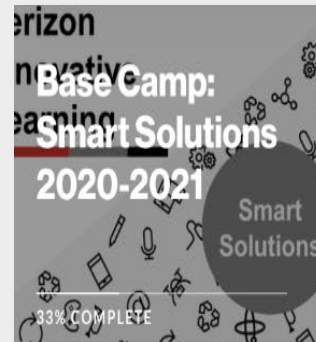 erizon
nnovative
earning
Base Camp:
Smart Solutions
2020-2021
Smart
Solutions
33% COMPLETE